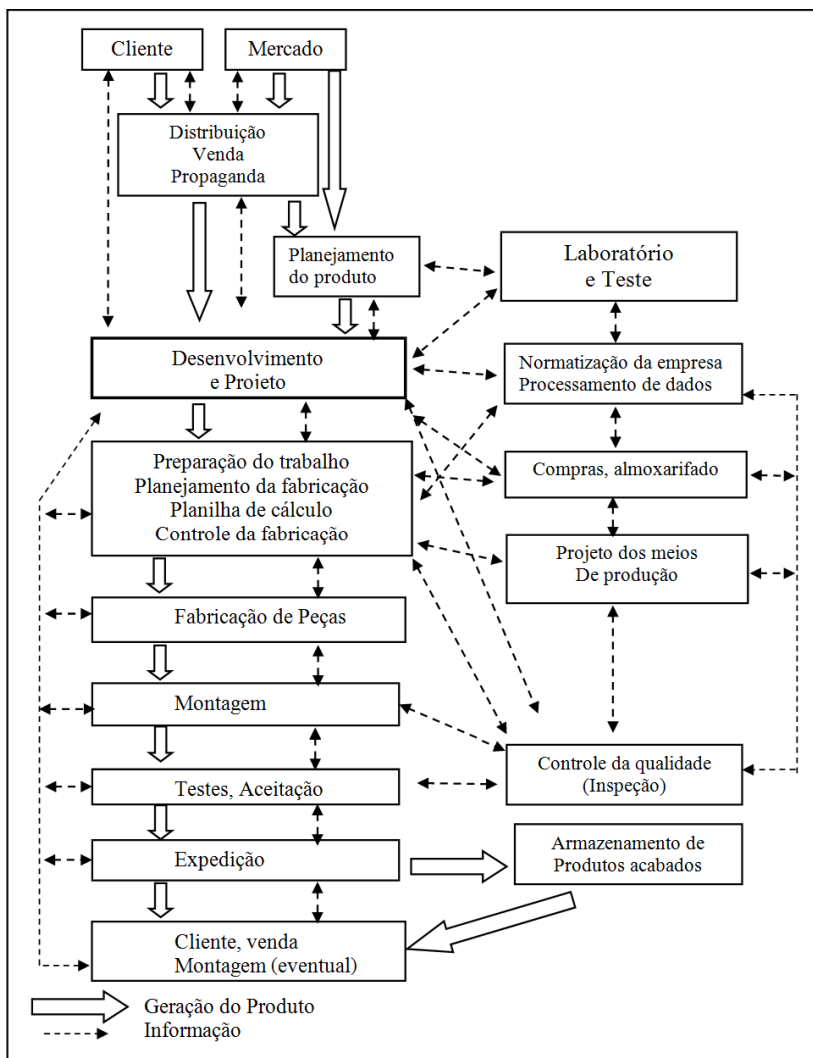 Cliente
Mercado
Distribuição
Venda
Propaganda
Planejamento
do produto
Laboratório
e Teste
Desenvolvimento
e Projeto
Normatização da empresa
Processamento de dados
Preparação do trabalho
Planejamento da fabricação
Planilha de cálculo
Controle da fabricação
Compras, almoxarifado
Projeto dos meios
De produção
Fabricação de Peças
Montagem
Controle da qualidade
(Inspeção)
Testes, Aceitação
Expedição
Armazenamento de
Produtos acabados
Cliente, venda
Montagem (eventual)
Geração do Produto
Informação